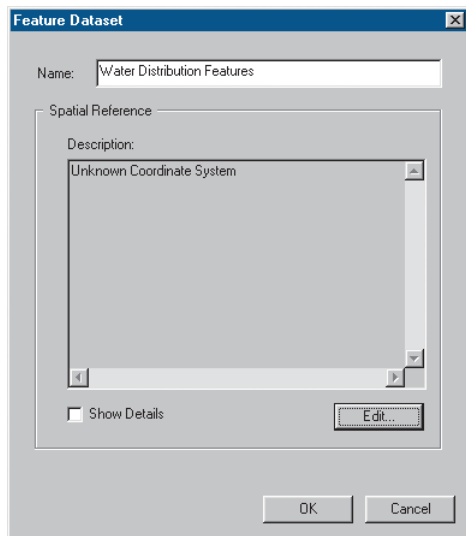 Feature Dataset
Name: Water Distribution Features
Spatial Reference
Description:
Unknown Coordinate System
Show Details Edit...
OK Cancel